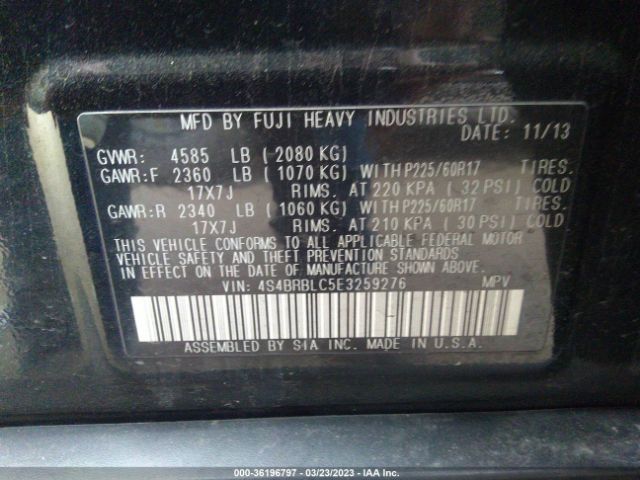 MFD BY FUJI HEAVY INDUSTRIES LTD.
DATE: 11/13
GVWR: 4585 LB (2080 KG)
GAWR:F 2360 LB (1070 KG) WITH P225/60R17 TIRES.
17X7J RIMS. AT 220 KPA (32 PSI) COLD
GAWR:R 2340 LB (1060 KG) WITH P225/60R17 TIRES.
17X7J RIMS. AT 210 KPA (30 PSI) COLD
THIS VEHICLE CONFORMS TO ALL APPLICABLE FEDERAL MOTOR
VEHICLE SAFETY AND THEFT PREVENTION STANDARDS
IN EFFECT ON THE DATE OF MANUFACTURE SHOWN ABOVE.
VIN: 4S4BRBLC5E3259276 MPV
ASSEMBLED BY SIA INC. MADE IN U.S.A.
000-36196797 - 03/23/2023 - IAA Inc.